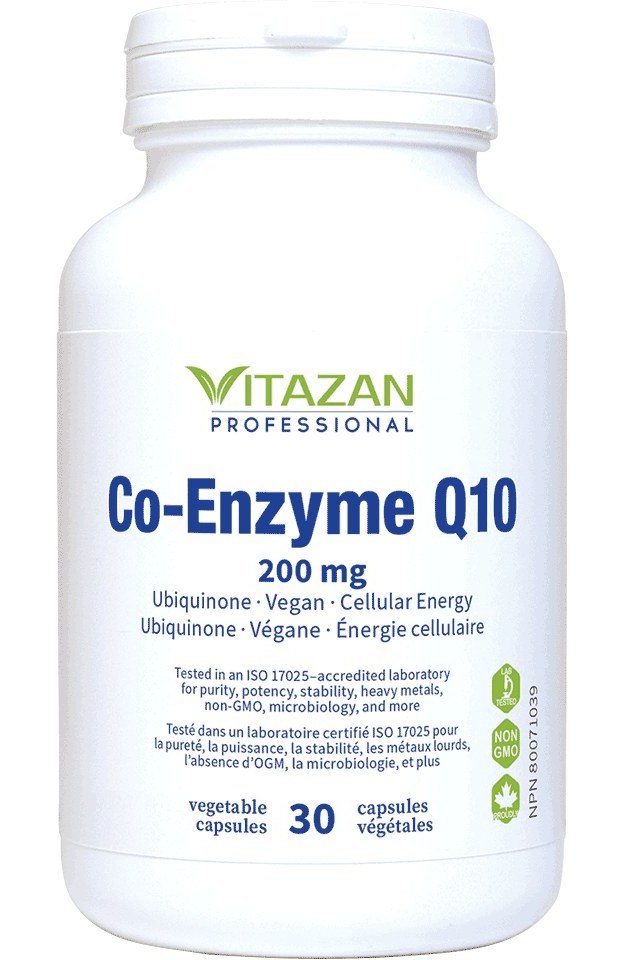 VITAZAN
PROFESSIONAL
Co-Enzyme Q10
200 mg
Ubiquinone · Vegan · Cellular Energy
Ubiquinone · Végane · Énergie cellulaire
Tested in an ISO 17025–accredited laboratory
for purity, potency, stability, heavy metals,
non-GMO, microbiology, and more
Testé dans un laboratoire certifié ISO 17025 pour
la pureté, la puissance, la stabilité, les métaux lourds,
l'absence d'OGM, la microbiologie, et plus
vegetable
capsules
30
capsules
végétales
LAB
TESTED
NON
GMO
PROUDLY
NPN 80071039